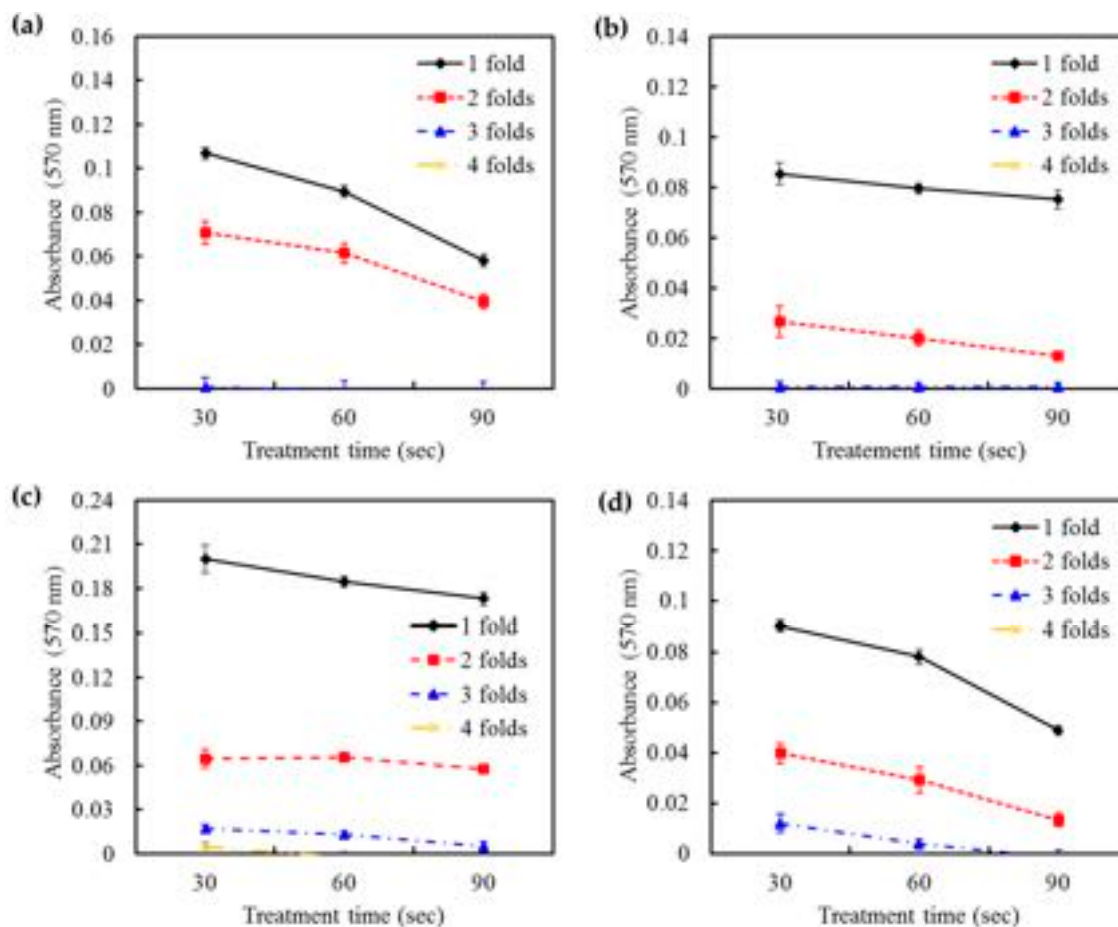 (a)
0.16
0.14
0.12
0.1
0.08
0.06
0.04
0.02
0
Absorbance (570 nm)
1 fold
2 folds
3 folds
4 folds
30 60 90
Treatment time (sec)
(b)
0.14
0.12
0.1
0.08
0.06
0.04
0.02
0
Absorbance (570 nm)
1 fold
2 folds
3 folds
4 folds
30 60 90
Treatement time (sec)
(c)
0.24
0.21
0.18
0.15
0.12
0.09
0.06
0.03
0
Absorbance (570 nm)
1 fold
2 folds
3 folds
4 folds
30 60 90
Treatment time (sec)
(d)
0.14
0.12
0.1
0.08
0.06
0.04
0.02
0
Absorbance (570 nm)
1 fold
2 folds
3 folds
4 folds
30 60 90
Treatment time (sec)